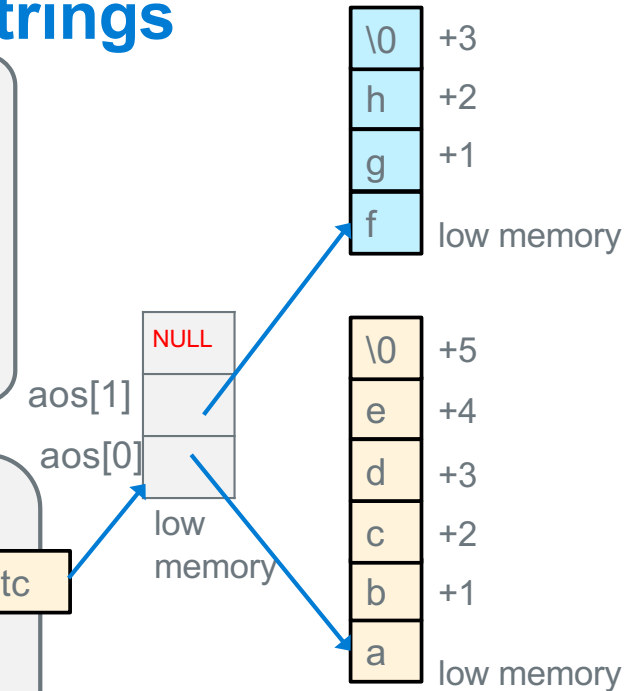 trings
\0 +3
h +2
g +1
f low memory
NULL
aos[1]
aos[0]
low
memory
tc
\0 +5
e +4
d +3
c +2
b +1
a low memory